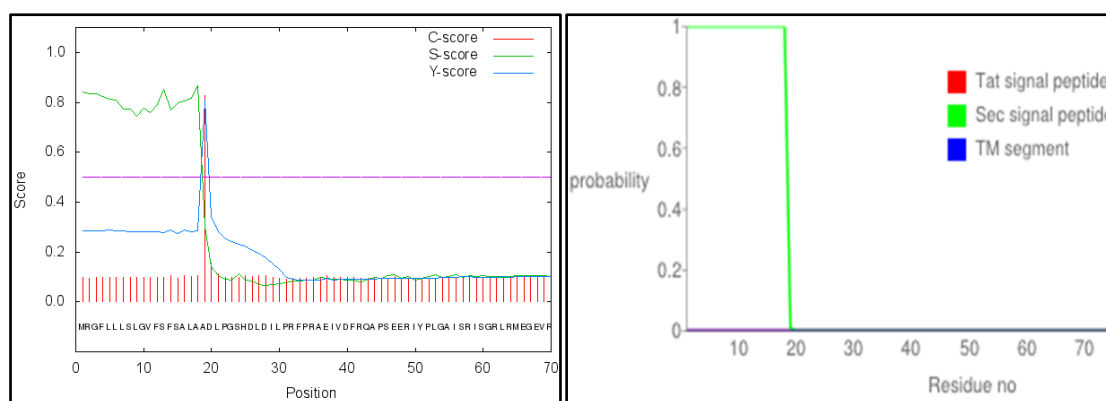 1.0
0.8
0.6
0.4
0.2
0.0
Score
C-score
S-score
Y-score
MRGFLLLSLGVFSFSALAADLPGSHDLDILPRFPRAEIVDFRQAPSEERIYPLGAISRISGRLRMEGEVR
0 10 20 30 40 50 60 70
Position
1
0.8
0.6
0.4
0.2
0
probability
Tat signal peptide
Sec signal peptide
TM segment
10 20 30 40 50 60 70
Residue no